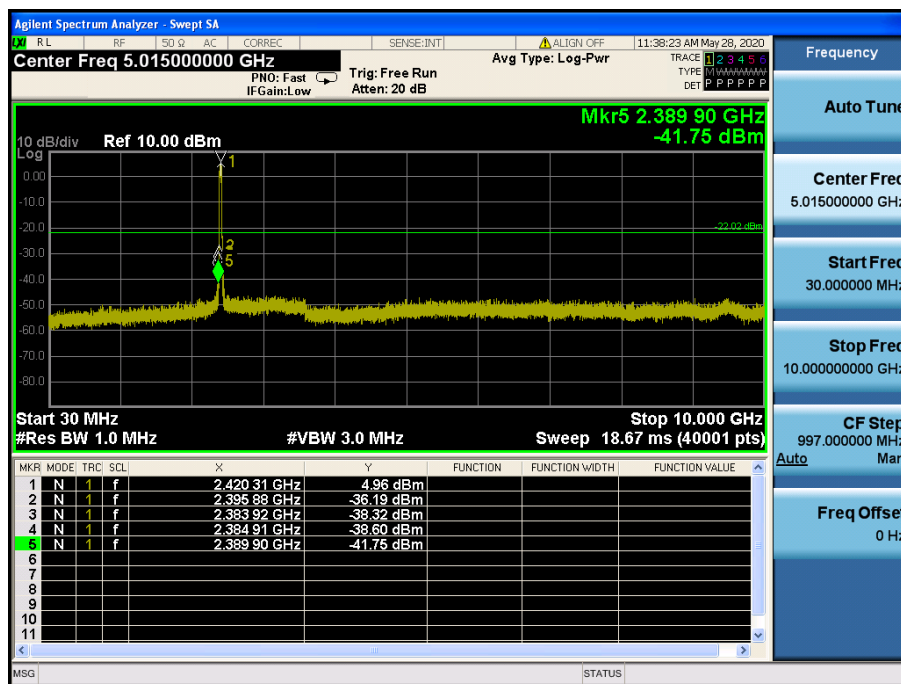 Agilent Spectrum Analyzer - Swept SA
LXI RL RF 50 Ω AC CORREC SENSE:INT ALIGN OFF 11:38:23 AM May 28, 2020
Center Freq 5.015000000 GHz
PNO: Fast
IFGain:Low
Trig: Free Run
Atten: 20 dB
Avg Type: Log-Pwr
TRACE 1 2 3 4 5 6
TYPE M W W W W W
DET P P P P P P
Mkr5 2.389 90 GHz
-41.75 dBm
10 dB/div Ref 10.00 dBm
Log
0.00
-10.0
-20.0
-30.0
-40.0
-50.0
-60.0
-70.0
-80.0
1
2
5
-22.02 dBm
Start 30 MHz Stop 10.000 GHz
#Res BW 1.0 MHz #VBW 3.0 MHz Sweep 18.67 ms (40001 pts)
MKR MODE TRC SCL X Y FUNCTION FUNCTION WIDTH FUNCTION VALUE
1 N 1 f 2.420 31 GHz 4.96 dBm
2 N 1 f 2.395 88 GHz -36.19 dBm
3 N 1 f 2.383 92 GHz -38.32 dBm
4 N 1 f 2.384 91 GHz -38.60 dBm
5 N 1 f 2.389 90 GHz -41.75 dBm
6
7
8
9
10
11
MSG STATUS
Frequency
Auto Tune
Center Freq
5.015000000 GHz
Start Freq
30.000000 MHz
Stop Freq
10.000000000 GHz
CF Step
997.000000 MHz
Auto Man
Freq Offset
0 Hz